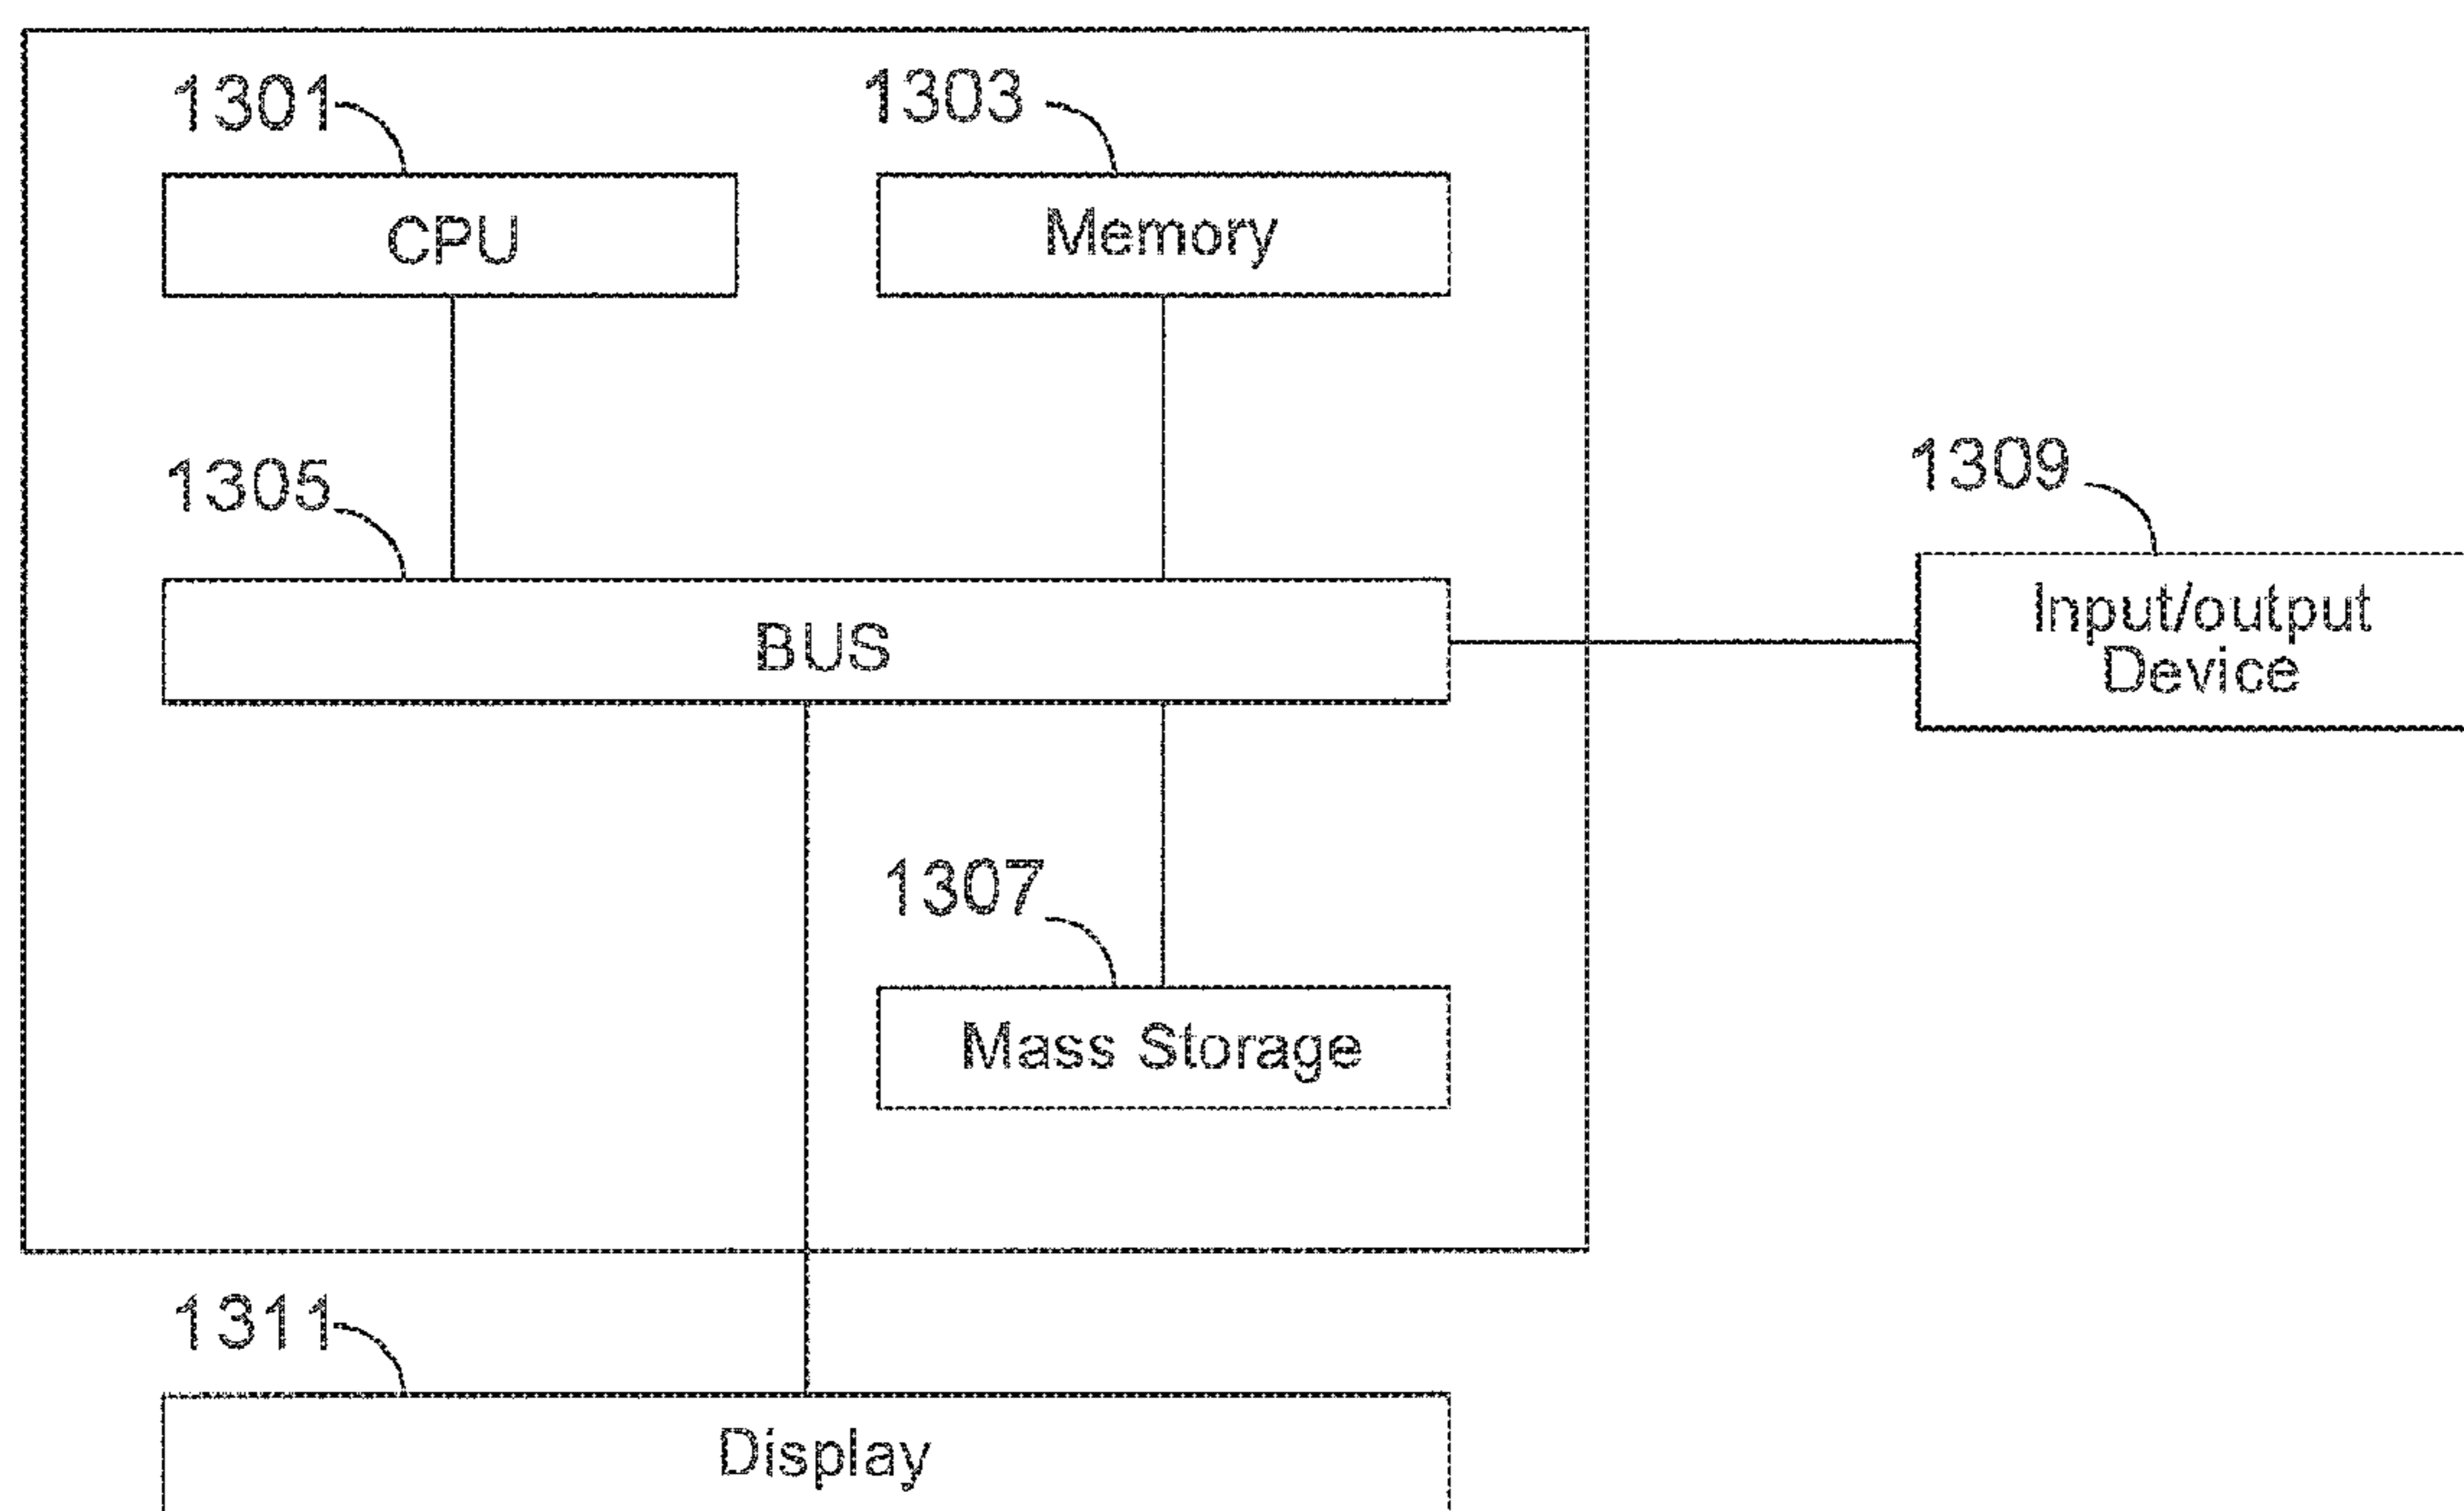 1301
1303
CPU
Memory
1305
1309
BUS
Input/output
Device
1307
Mass Storage
1311
Display